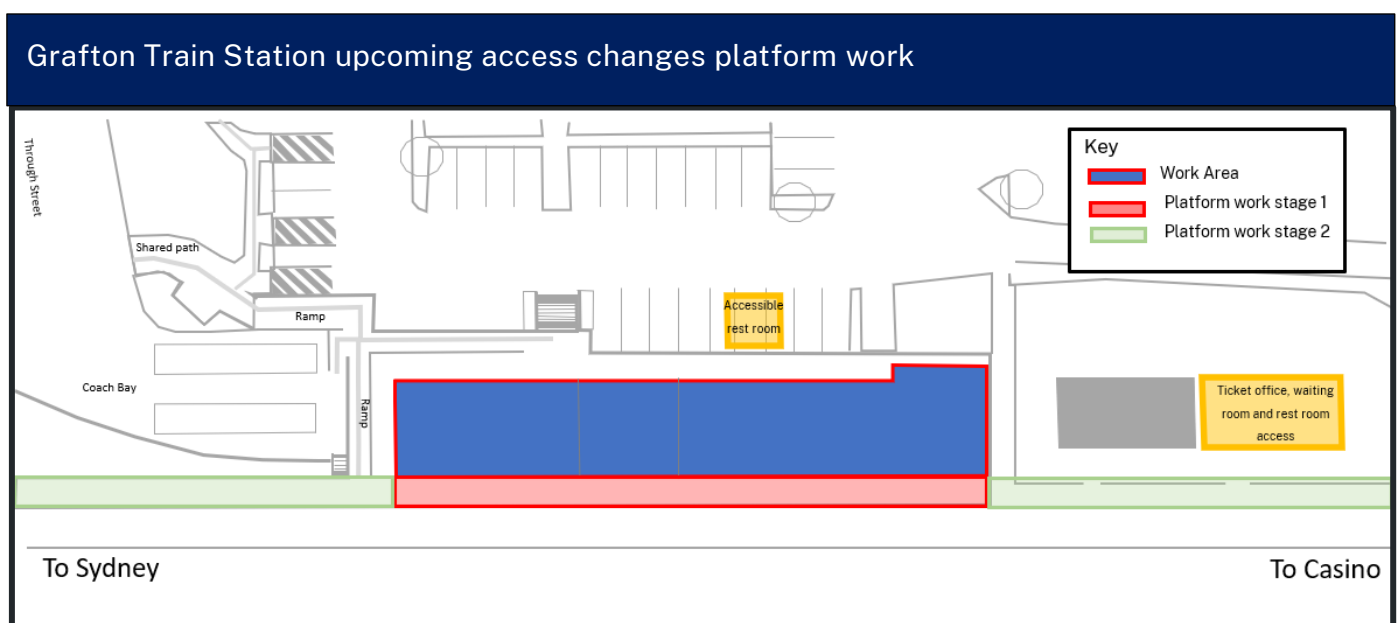 Grafton Train Station upcoming access changes platform work
Through Street
Key
Work Area
Platform work stage 1
Platform work stage 2
Shared path
Ramp
Accessible
rest room
Coach Bay
Ramp
Ticket office, waiting
room and rest room
access
To Sydney
To Casino